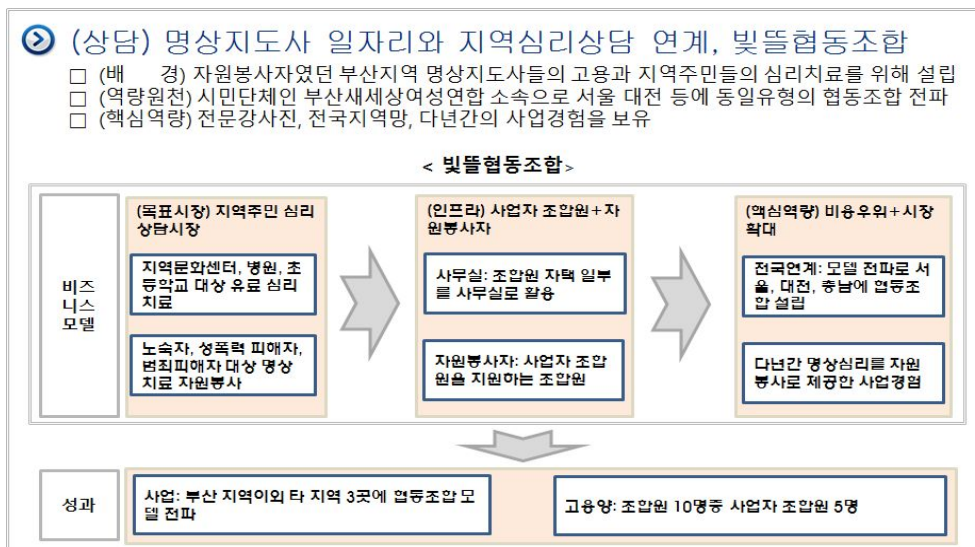 (상담) 명상지도사 일자리와 지역심리상담 연계, 빛뜰협동조합
□ (배 경) 자원봉사자였던 부산지역 명상지도사들의 고용과 지역주민들의 심리치료를 위해 설립
□ (역량원천) 시민단체인 부산새세상여성연합 소속으로 서울 대전 등에 동일유형의 협동조합 전파
□ (핵심역량) 전문강사진, 전국지역망, 다년간의 사업경험을 보유
< 빛뜰협동조합>
비즈
니스
모델
(목표시장) 지역주민 심리
상담시장
지역문화센터, 병원, 초
등학교 대상 유료 심리
치료
노숙자, 성폭력 피해자,
범죄피해자 대상 명상
치료 자원봉사
(인프라) 사업자 조합원+자
원봉사자
사무실: 조합원 자택 일부
를 사무실로 활용
자원봉사자: 사업자 조합
원을 지원하는 조합원
(핵심역량) 비용우위+시장
확대
전국연계: 모델 전파로 서
울, 대전, 충남에 협동조
합 설립
다년간 명상심리를 자원
봉사로 제공한 사업경험
성과
사업: 부산 지역이외 타 지역 3곳에 협동조합 모
델 전파
고용양: 조합원 10명중 사업자 조합원 5명